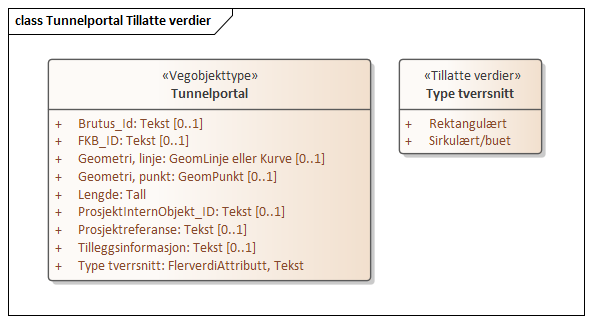 class Tunnelportal Tillatte verdier
«Vegobjekttype»
Tunnelportal
+ Brutus_Id: Tekst [0..1]
+ FKB_ID: Tekst [0..1]
+ Geometri, linje: GeomLinje eller Kurve [0..1]
+ Geometri, punkt: GeomPunkt [0..1]
+ Lengde: Tall
+ ProsjektInternObjekt_ID: Tekst [0..1]
+ Prosjektreferanse: Tekst [0..1]
+ Tilleggsinformasjon: Tekst [0..1]
+ Type tverrsnitt: FlerverdiAttributt, Tekst
«Tillatte verdier»
Type tverrsnitt
+ Rektangulært
+ Sirkulært/buet